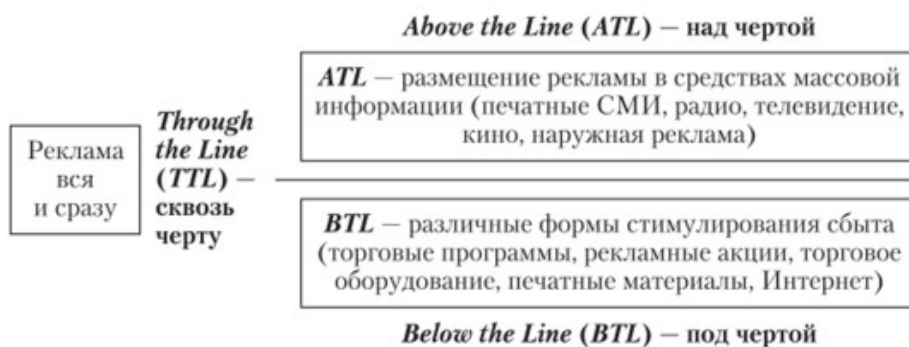 Above the Line (ATL) — над чертой
ATL — размещение рекламы в средствах массовой
информации (печатные СМИ, радио, телевидение,
кино, наружная реклама)
Реклама
вся
и сразу
Through
the Line
(TTL) —
сквозь
черту
BTL — различные формы стимулирования сбыта
(торговые программы, рекламные акции, торговое
оборудование, печатные материалы, Интернет)
Below the Line (BTL) — под чертой